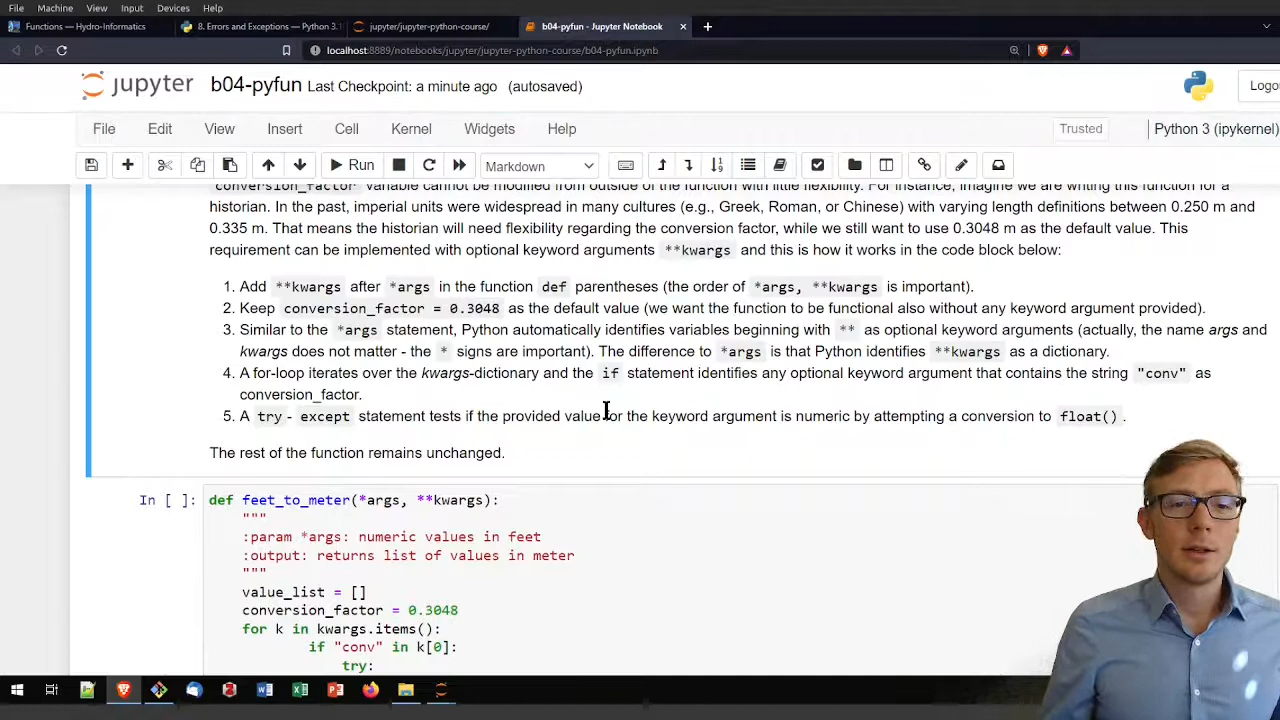 File Machine View Input Devices Help
Functions — Hydro-Informatics
8. Errors and Exceptions — Python 3.1
jupyter/jupyter-python-course/
b04-pyfun - Jupyter Notebook
localhost:8889/notebooks/jupyter/jupyter-python-course/b04-pyfun.ipynb
jupyter b04-pyfun Last Checkpoint: a minute ago (autosaved)
Logo
File Edit View Insert Cell Kernel Widgets Help
Trusted
Python 3 (ipykernel)
Run
Markdown
conversion_factor variable cannot be modified from outside of the function with little flexibility. For instance, imagine we are writing this function for a
historian. In the past, imperial units were widespread in many cultures (e.g., Greek, Roman, or Chinese) with varying length definitions between 0.250 m and
0.335 m. That means the historian will need flexibility regarding the conversion factor, while we still want to use 0.3048 m as the default value. This
requirement can be implemented with optional keyword arguments **kwargs and this is how it works in the code block below:
1. Add **kwargs after *args in the function def parentheses (the order of *args, **kwargs is important).
2. Keep conversion_factor = 0.3048 as the default value (we want the function to be functional also without any keyword argument provided).
3. Similar to the *args statement, Python automatically identifies variables beginning with ** as optional keyword arguments (actually, the name args and
kwargs does not matter - the * signs are important). The difference to *args is that Python identifies **kwargs as a dictionary.
4. A for-loop iterates over the kwargs-dictionary and the if statement identifies any optional keyword argument that contains the string "conv" as
conversion_factor.
5. A try - except statement tests if the provided value for the keyword argument is numeric by attempting a conversion to float().
The rest of the function remains unchanged.
In [ ]: def feet_to_meter(*args, **kwargs):
"""
:param *args: numeric values in feet
:output: returns list of values in meter
"""
value_list = []
conversion_factor = 0.3048
for k in kwargs.items():
if "conv" in k[0]:
try: